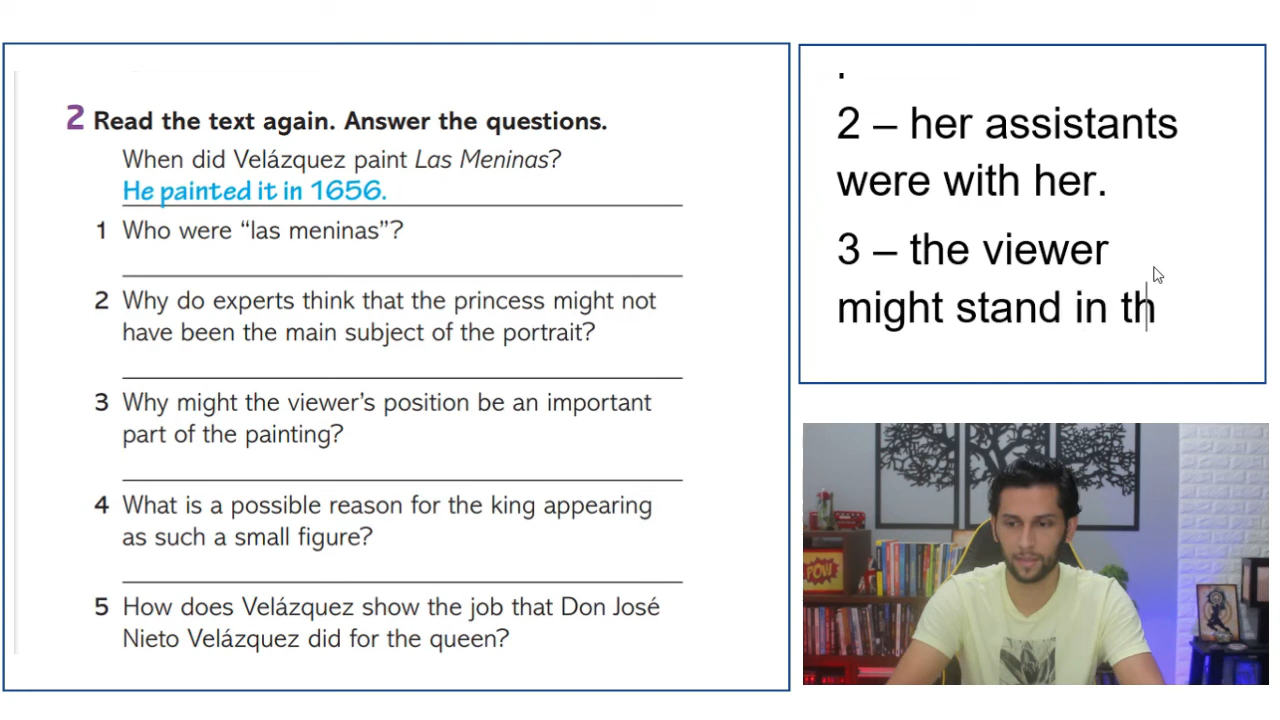 2 Read the text again. Answer the questions.
When did Velázquez paint Las Meninas?
He painted it in 1656.
1 Who were “las meninas”?
2 Why do experts think that the princess might not
have been the main subject of the portrait?
3 Why might the viewer’s position be an important
part of the painting?
4 What is a possible reason for the king appearing
as such a small figure?
5 How does Velázquez show the job that Don José
Nieto Velázquez did for the queen?
2 – her assistants
were with her.
3 – the viewer
might stand in th
POW